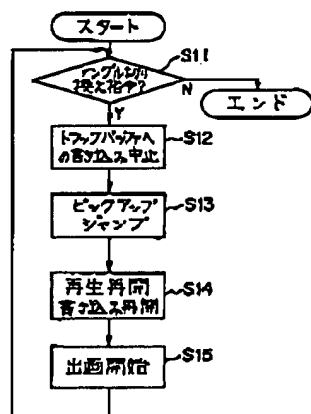 スタート
S11
アングル切り
換え指令?
N
エンド
Y
トラックバッファへ
の書き込み中止
S12
ピックアップ
ジャンプ
S13
再生再開
書き込み再開
S14
出画開始
S15